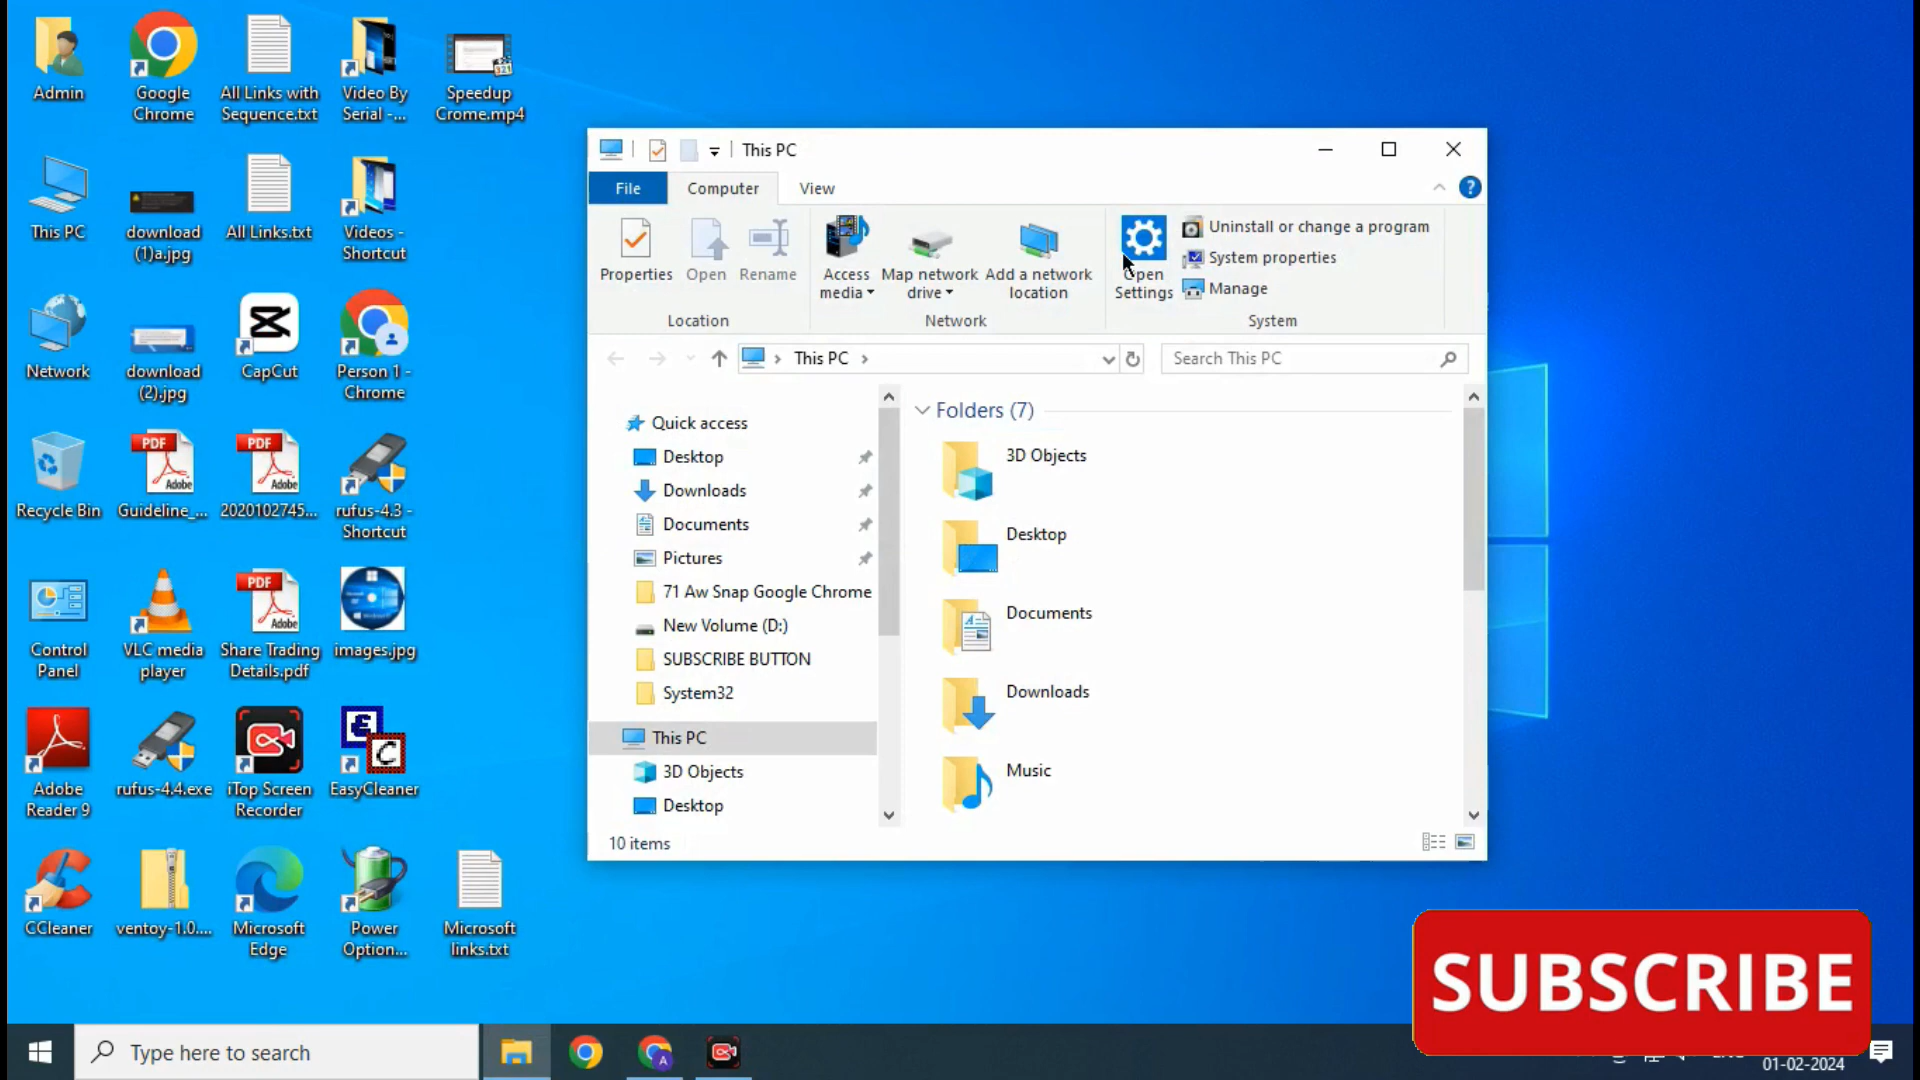 Admin
Google
Chrome
All Links with
Sequence.txt
Video By
Serial -...
Speedup
Crome.mp4
This PC
download
(1)a.jpg
All Links.txt
Videos -
Shortcut
Network
download
(2).jpg
CapCut
Person 1 -
Chrome
Recycle Bin
PDF
Adobe
Guideline_...
PDF
Adobe
2020102745...
rufus-4.3 -
Shortcut
Control
Panel
VLC media
player
PDF
Adobe
Share Trading
Details.pdf
images.jpg
Adobe
Reader 9
rufus-4.4.exe
iTop Screen
Recorder
EasyCleaner
CCleaner
ventoy-1.0....
Microsoft
Edge
Power
Option...
Microsoft
links.txt
This PC
File
Computer
View
Properties
Open
Rename
Location
Access
media
Map network
drive
Add a network
location
Network
Open
Settings
Uninstall or change a program
System properties
Manage
System
This PC
Search This PC
Quick access
Desktop
Downloads
Documents
Pictures
71 Aw Snap Google Chrome
New Volume (D:)
SUBSCRIBE BUTTON
System32
This PC
3D Objects
Desktop
Folders (7)
3D Objects
Desktop
Documents
Downloads
Music
10 items
SUBSCRIBE
Type here to search
01-02-2024